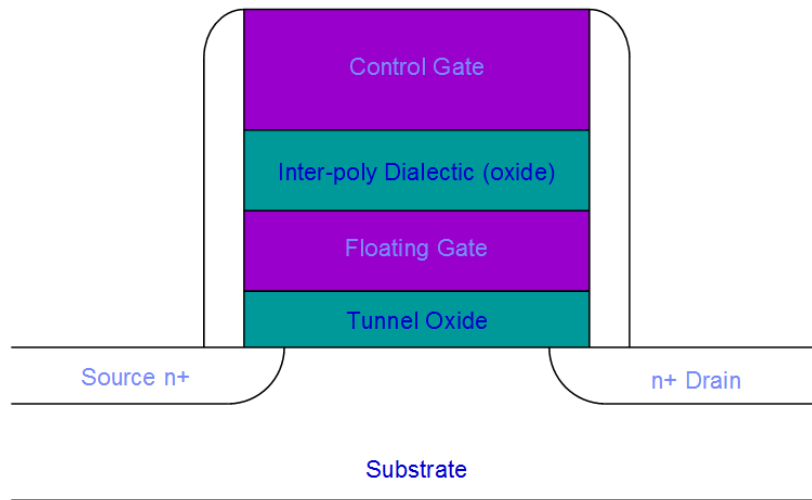 Control Gate
Inter-poly Dialectic (oxide)
Floating Gate
Tunnel Oxide
Source n+
n+ Drain
Substrate